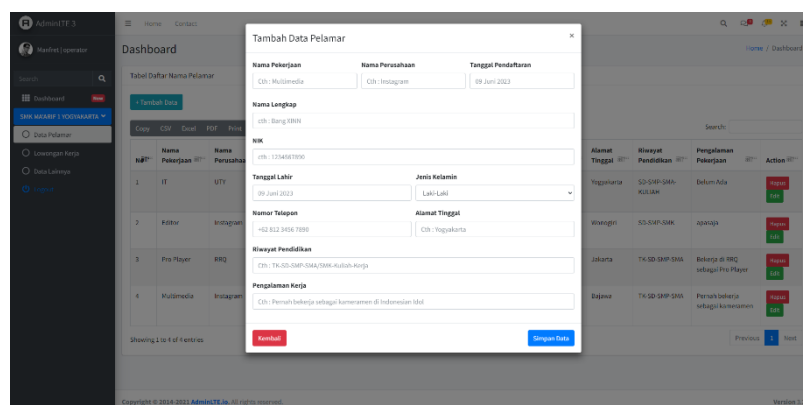 AdminLTE 3
Home Contact
Manfret | operator
Dashboard
Home / Dashboard
Search
Dashboard
SMK MA'ARIF 1 YOGYAKARTA
Data Pelamar
Lowongan Kerja
Data Lainnya
Tabel Daftar Nama Pelamar
+ Tambah Data
Copy CSV Excel PDF Print
Search:
Nama Pekerjaan
Nama Perusahaa
Alamat Tinggal
Riwayat Pendidikan
Pengalaman Pekerjaan
Action
1 IT UTY Yogyakarta SD-SMP-SMA-KULIAH Belum Ada Hapus Edit
2 Editor Instagram Wonogiri SD-SMP-SMK apasaja Hapus Edit
3 Pro Player RRQ Jakarta TK-SD-SMP-SMA Bekerja di RRQ sebagai Pro Player Hapus Edit
4 Multimedia Instagram Bajawa TK-SD-SMP-SMA Pernah bekerja sebagai kameramen Hapus Edit
Showing 1 to 4 of 4 entries
Previous 1 Next
Tambah Data Pelamar ×
Nama Pekerjaan Nama Perusahaan Tanggal Pendaftaran
Cth : Multimedia Cth : Instagram 09 Juni 2023
Nama Lengkap
cth : Bang XINN
NIK
cth : 1234567890
Tanggal Lahir Jenis Kelamin
09 Juni 2023 Laki-Laki
Nomor Telepon Alamat Tinggal
+62 812 3456 7890 Cth : Yogyakarta
Riwayat Pendidikan
Cth : TK-SD-SMP-SMA/SMK-Kuliah-Kerja
Pengalaman Kerja
Cth : Pernah bekerja sebagai kameramen di Indonesian Idol
Kembali Simpan Data
Copyright © 2014-2021 AdminLTE.io. All rights reserved.
Version 3